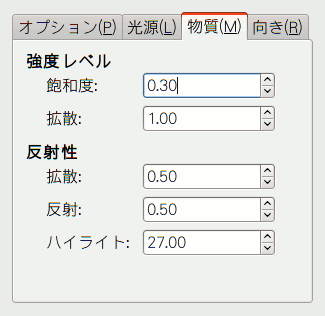 オプション(P) 光源(L) 物質(M) 向き(R)
強度レベル
飽和度: 0.30
拡散: 1.00
反射性
拡散: 0.50
反射: 0.50
ハイライト: 27.00